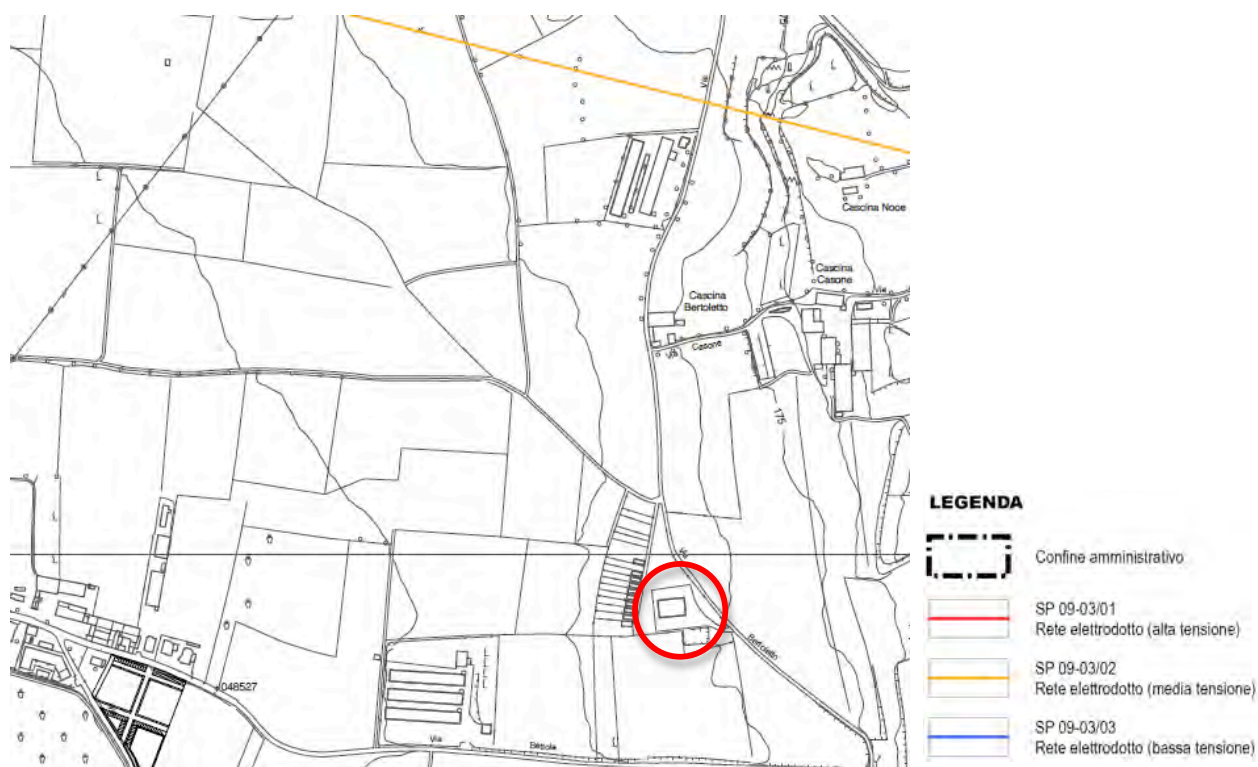 Via
Cascina Noce
Cascina
Casone
Via
Cascina
Bertoletto
Via Casone
175
Via
Bertoletto
048527
Via Bettola
LEGENDA
Confine amministrativo
SP 09-03/01
Rete elettrodotto (alta tensione)
SP 09-03/02
Rete elettrodotto (media tensione)
SP 09-03/03
Rete elettrodotto (bassa tensione)